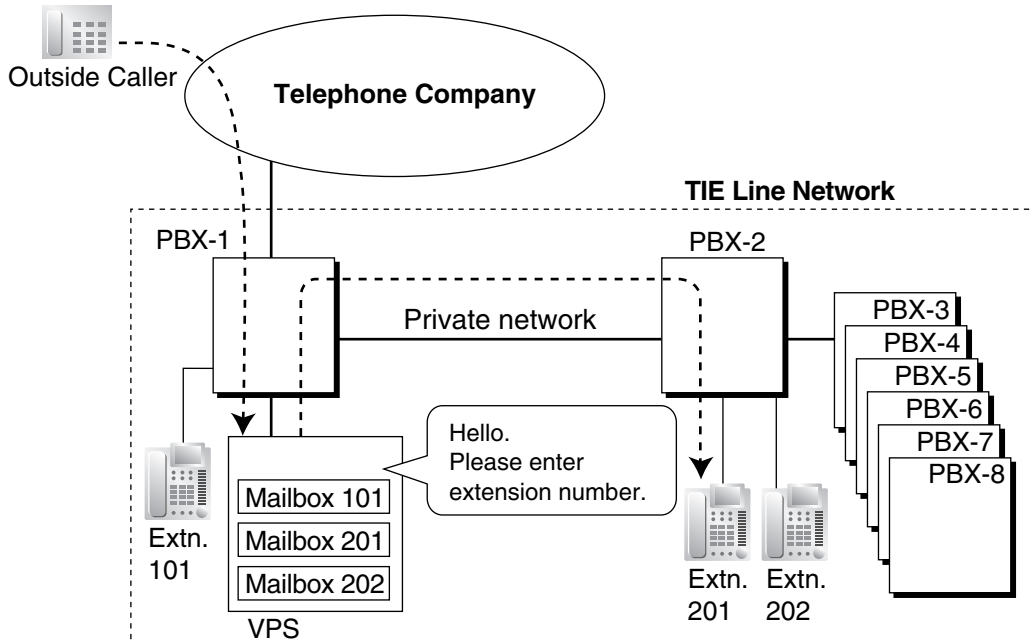 Outside Caller
Telephone Company
TIE Line Network
PBX-1
PBX-2
Private network
PBX-3
PBX-4
PBX-5
PBX-6
PBX-7
PBX-8
Hello.
Please enter
extension number.
Mailbox 101
Mailbox 201
Mailbox 202
VPS
Extn.
101
Extn.
201
Extn.
202